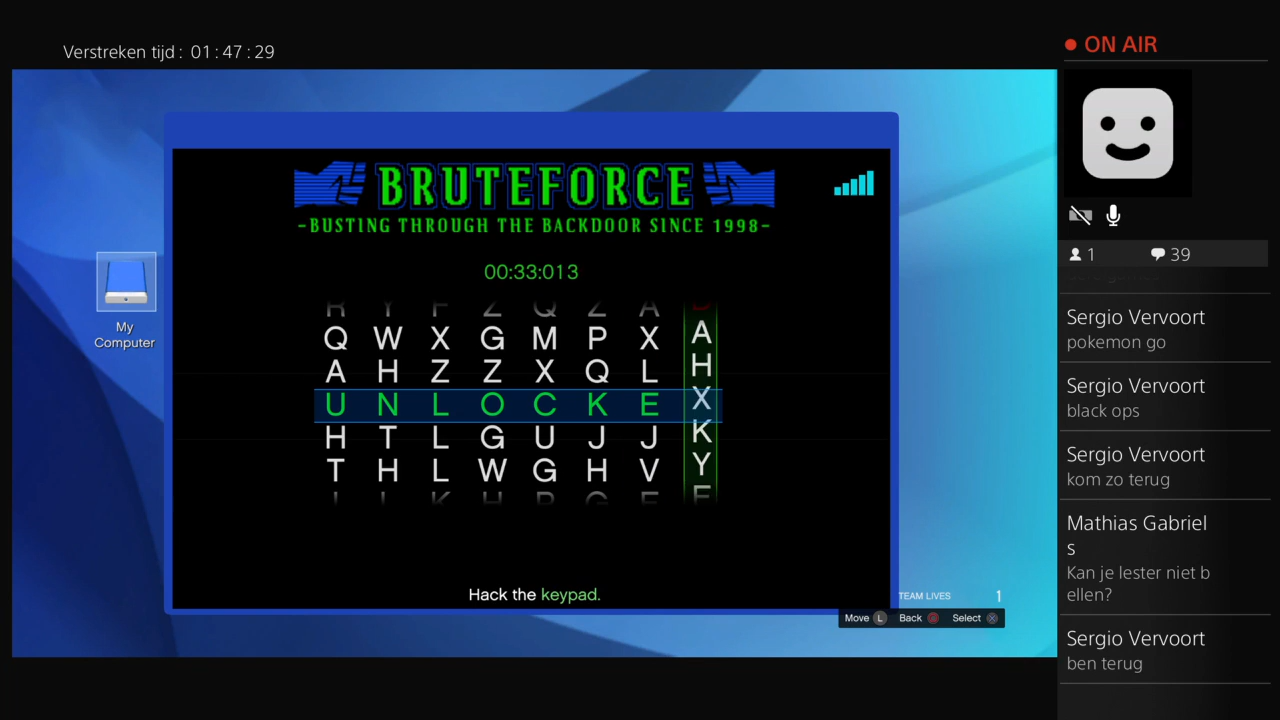 Verstreken tijd : 01 : 47 : 29
ON AIR
BRUTEFORCE
-BUSTING THROUGH THE BACKDOOR SINCE 1998-
00:33:013
R Y F Z Q Z A
Q W X G M P X A
A H Z Z X Q L H
U N L O C K E X
H T L G U J J K
T H L W G H V Y
My
Computer
Hack the keypad.
TEAM LIVES 1
Move L Back Select
1 39
Sergio Vervoort
pokemon go
Sergio Vervoort
black ops
Sergio Vervoort
kom zo terug
Mathias Gabriel
s
Kan je lester niet b
ellen?
Sergio Vervoort
ben terug